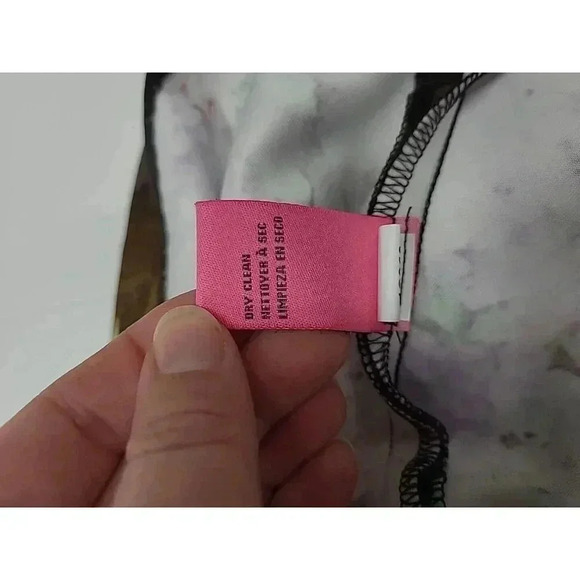 DRY CLEAN
NETTOYER À SEC
LIMPIEZA EN SECO